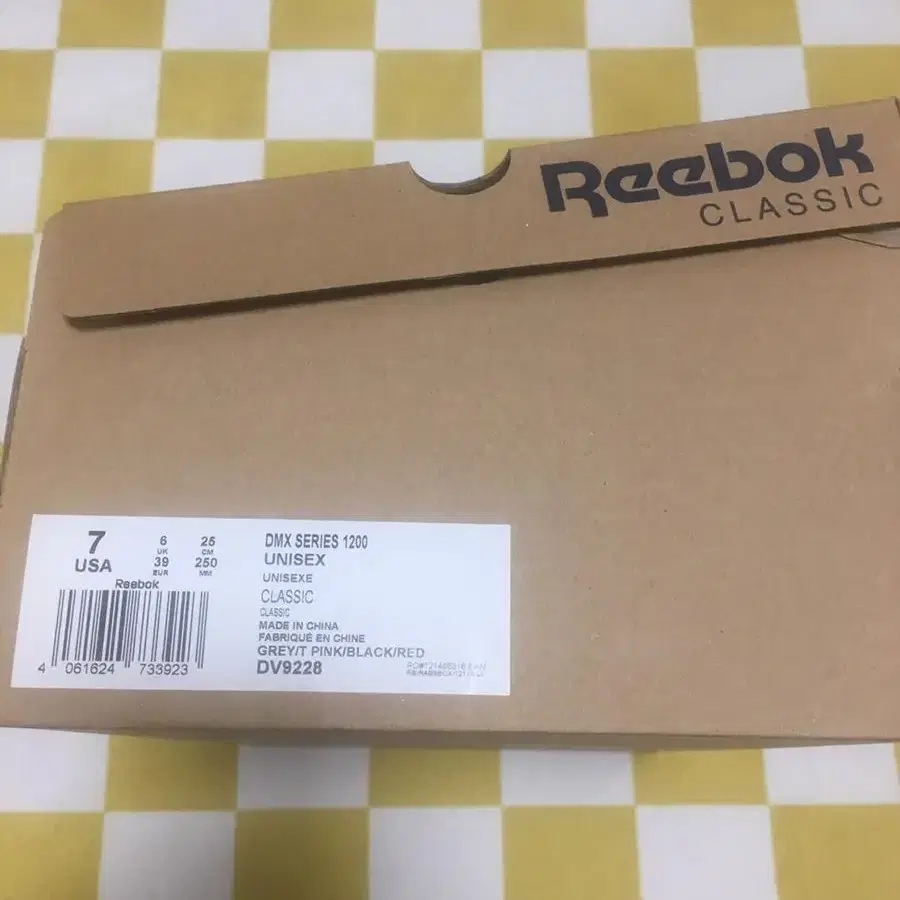 Reebok
CLASSIC
7
USA
6
UK
39
EUR
25
CM
250
MM
Reebok
4 061624 733923
DMX SERIES 1200
UNISEX
UNISEXE
CLASSIC
CLASSIC
MADE IN CHINA
FABRIQUÉ EN CHINE
GREY/T PINK/BLACK/RED
DV9228